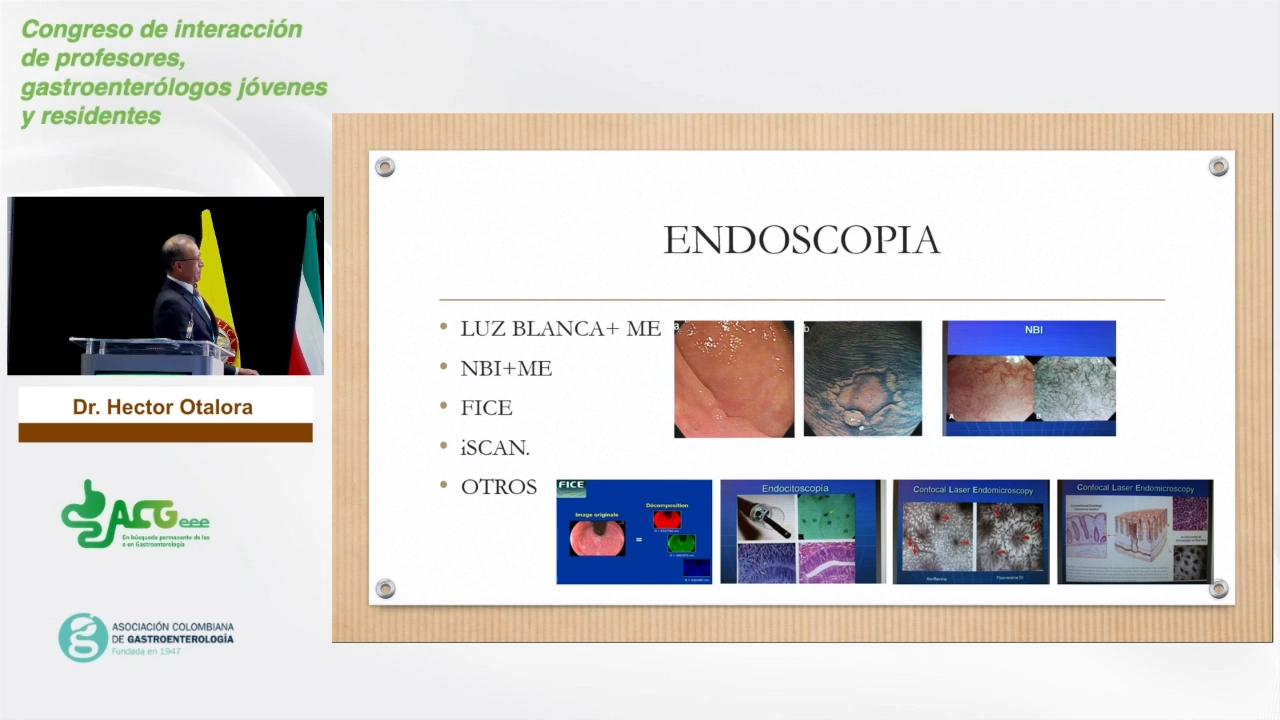 Congreso de interacción
de profesores,
gastroenterólogos jóvenes
y residentes
Dr. Hector Otalora
ACGeee
En búsqueda permanente de las
e en Gastroenterología
ASOCIACIÓN COLOMBIANA
DE GASTROENTEROLOGÍA
Fundada en 1947
ENDOSCOPIA
LUZ BLANCA+ ME
NBI+ME
FICE
iSCAN.
OTROS
a
b
NBI
A
B
FICE
Image originale
=
Décomposition
Endocitoscopia
Confocal Laser Endomicroscopy
Confocal Laser Endomicroscopy